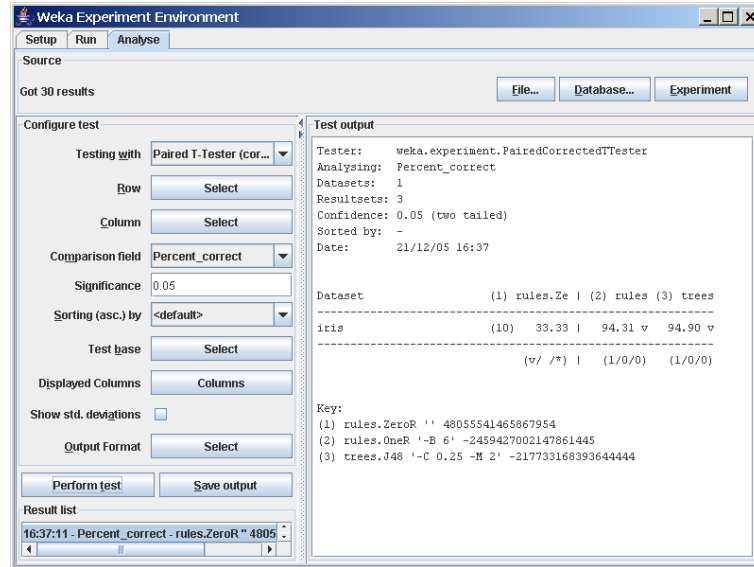 Weka Experiment Environment
Setup Run Analyse
Source
Got 30 results
File... Database... Experiment
Configure test
Testing with Paired T-Tester (cor...
Row Select
Column Select
Comparison field Percent_correct
Significance 0.05
Sorting (asc.) by <default>
Test base Select
Displayed Columns Columns
Show std. deviations
Output Format Select
Perform test Save output
Result list
16:37:11 - Percent_correct - rules.ZeroR '' 4805
Test output
Tester: weka.experiment.PairedCorrectedTTester
Analysing: Percent_correct
Datasets: 1
Resultsets: 3
Confidence: 0.05 (two tailed)
Sorted by: -
Date: 21/12/05 16:37
Dataset (1) rules.Ze | (2) rules (3) trees
iris (10) 33.33 | 94.31 v 94.90 v
(v/ /*) | (1/0/0) (1/0/0)
Key:
(1) rules.ZeroR '' 48055541465867954
(2) rules.OneR '-B 6' -2459427002147861445
(3) trees.J48 '-C 0.25 -M 2' -217733168393644444